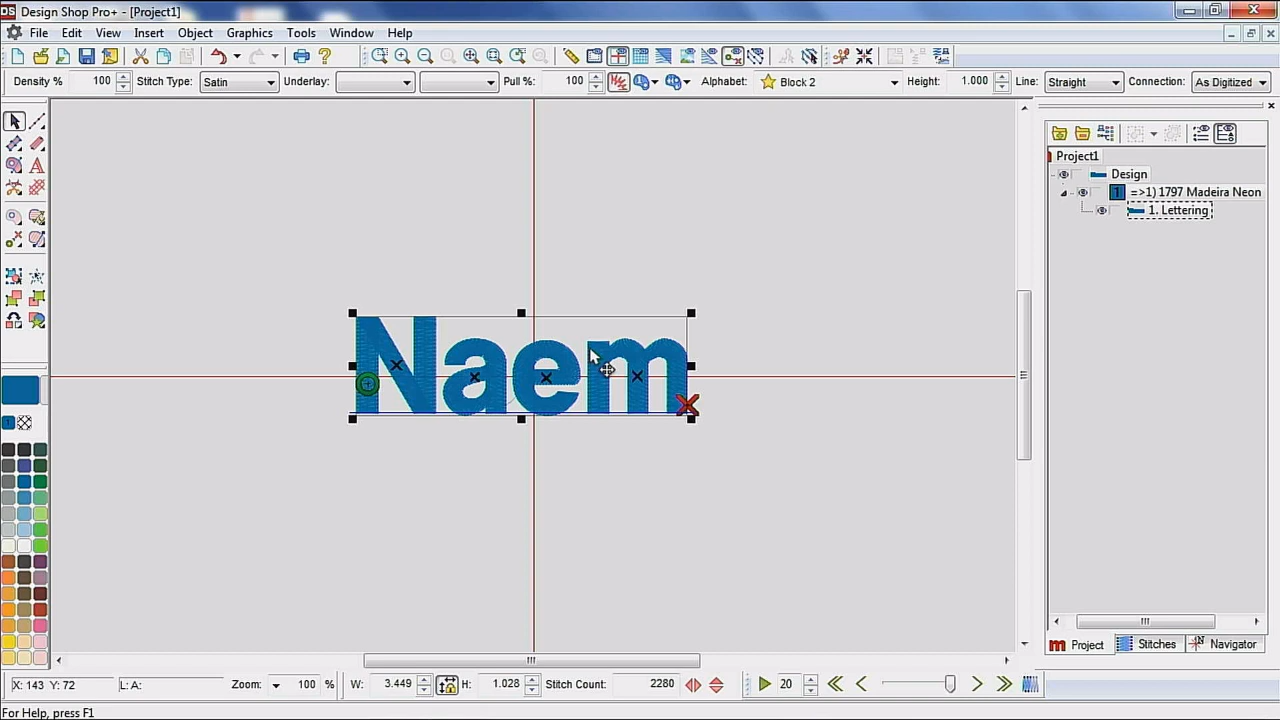 DS Design Shop Pro+ - [Project1]
File Edit View Insert Object Graphics Tools Window Help
Density % 100 Stitch Type: Satin Underlay: Pull %: 100 Alphabet: Block 2 Height: 1.000 Line: Straight Connection: As Digitized
Project1
Design
=>1) 1797 Madeira Neon
1. Lettering
Naem
Project Stitches Navigator
X: 143 Y: 72 L: A: Zoom: 100 % W: 3.449 H: 1.028 Stitch Count: 2280 20
For Help, press F1